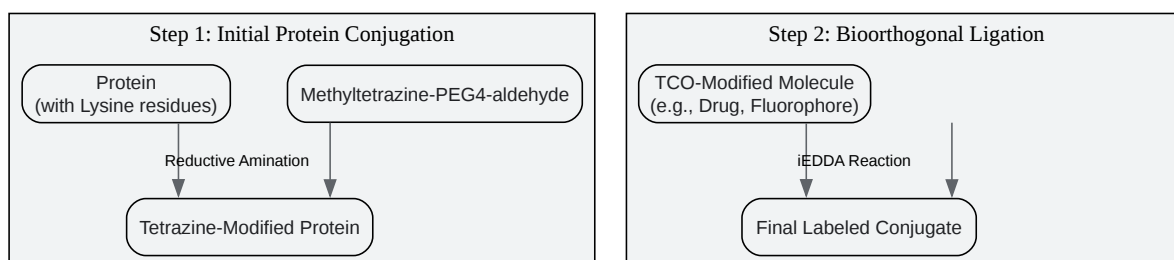 Step 1: Initial Protein Conjugation
Protein
(with Lysine residues)
Methyltetrazine-PEG4-aldehyde
Reductive Amination
Tetrazine-Modified Protein
Step 2: Bioorthogonal Ligation
TCO-Modified Molecule
(e.g., Drug, Fluorophore)
iEDDA Reaction
Final Labeled Conjugate